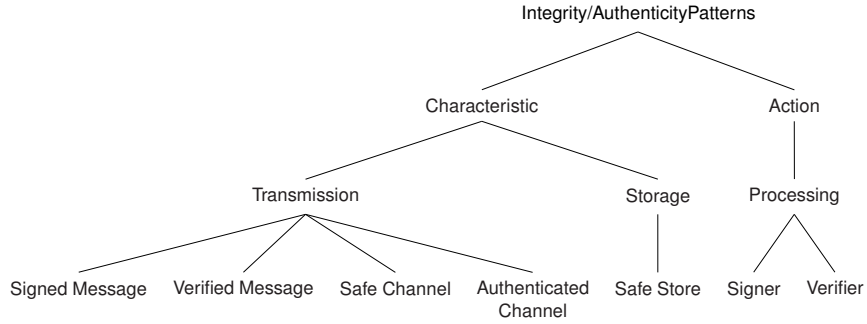 Integrity/AuthenticityPatterns
Characteristic
Action
Transmission
Storage
Processing
Signed Message
Verified Message
Safe Channel
Authenticated
Channel
Safe Store
Signer
Verifier